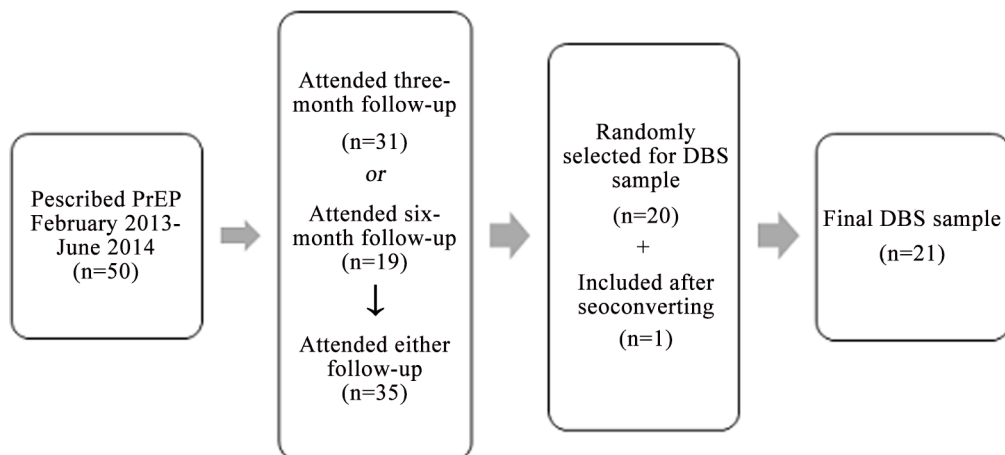 Pescribed PrEP
February 2013-
June 2014
(n=50)
Attended three-
month follow-up
(n=31)
or
Attended six-
month follow-up
(n=19)
↓
Attended either
follow-up
(n=35)
Randomly
selected for DBS
sample
(n=20)
+
Included after
seoconverting
(n=1)
Final DBS sample
(n=21)